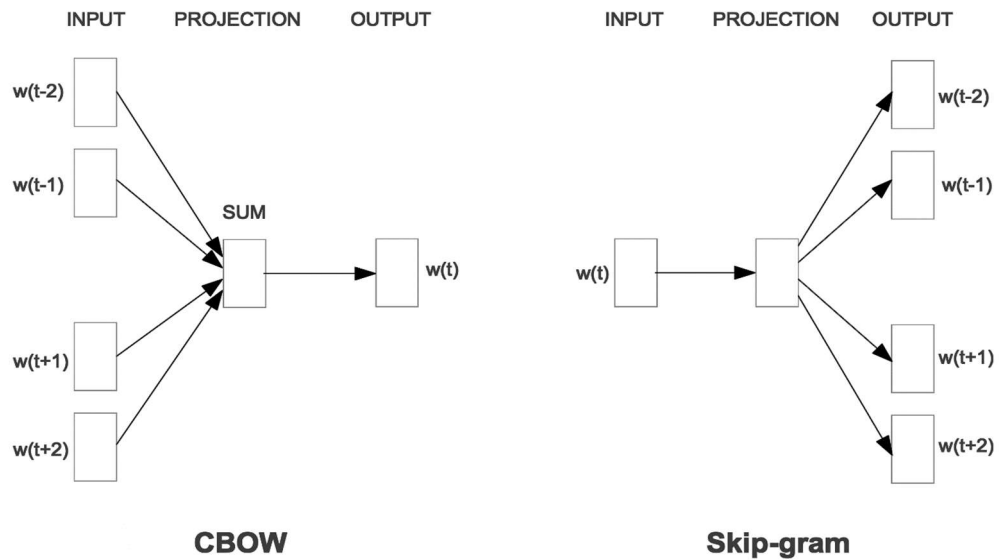 INPUT PROJECTION OUTPUT
w(t-2)
w(t-1)
SUM
w(t)
w(t+1)
w(t+2)
CBOW
INPUT PROJECTION OUTPUT
w(t-2)
w(t-1)
w(t)
w(t+1)
w(t+2)
Skip-gram